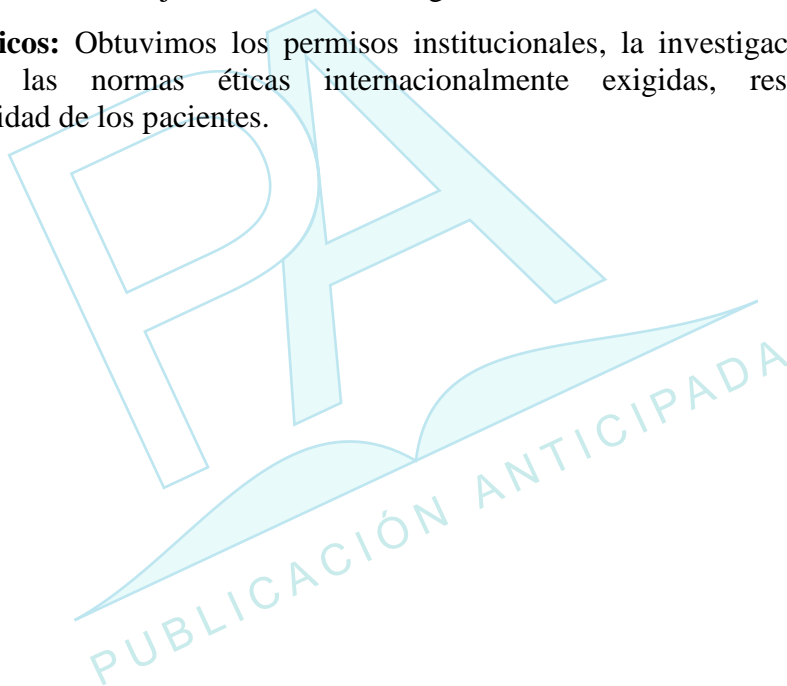 icos: Obtuvimos los permisos institucionales, la investigac
las normas éticas internacionalmente exigidas, res
idad de los pacientes.
PA
PUBLICACIÓN ANTICIPADA